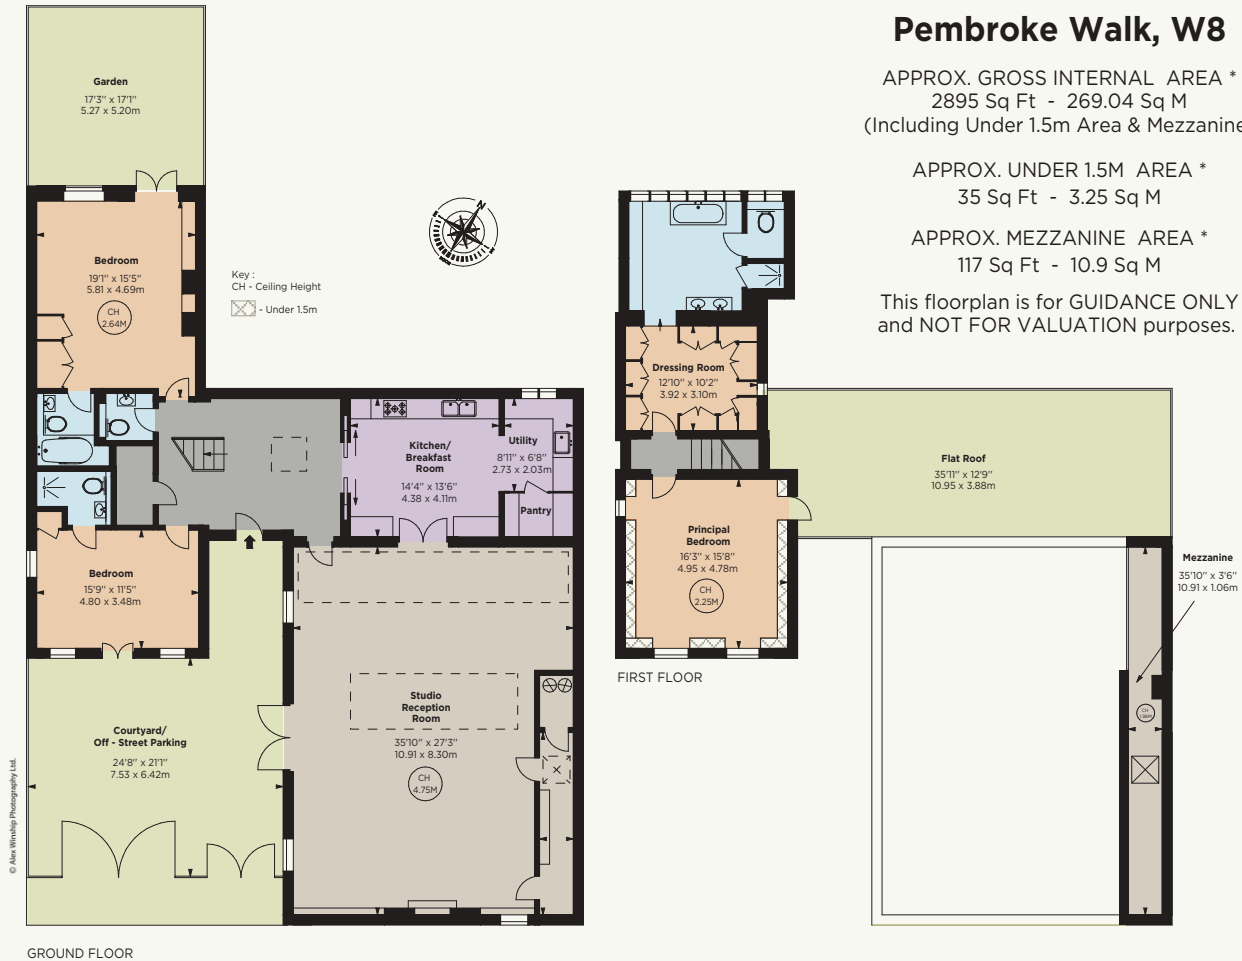 Pembroke Walk, W8
APPROX. GROSS INTERNAL AREA *
2895 Sq Ft - 269.04 Sq M
(Including Under 1.5m Area & Mezzanine
APPROX. UNDER 1.5M AREA *
35 Sq Ft - 3.25 Sq M
APPROX. MEZZANINE AREA *
117 Sq Ft - 10.9 Sq M
This floorplan is for GUIDANCE ONLY
and NOT FOR VALUATION purposes.
Garden
17'3" x 17'1"
5.27 x 5.20m
Bedroom
19'1" x 15'5"
5.81 x 4.69m
CH
2.64M
Key :
CH - Ceiling Height
- Under 1.5m
N
Kitchen/
Breakfast
Room
14'4" x 13'6"
4.38 x 4.11m
Utility
8'11" x 6'8"
2.73 x 2.03m
Pantry
Bedroom
15'9" x 11'5"
4.80 x 3.48m
Studio
Reception
Room
35'10" x 27'3"
10.91 x 8.30m
CH
4.75M
Courtyard/
Off - Street Parking
24'8" x 21'1"
7.53 x 6.42m
© Alex Winship Photography Ltd.
GROUND FLOOR
Dressing Room
12'10" x 10'2"
3.92 x 3.10m
Principal
Bedroom
16'3" x 15'8"
4.95 x 4.78m
CH
2.25M
FIRST FLOOR
Flat Roof
35'11" x 12'9"
10.95 x 3.88m
Mezzanine
35'10" x 3'6"
10.91 x 1.06m
CH